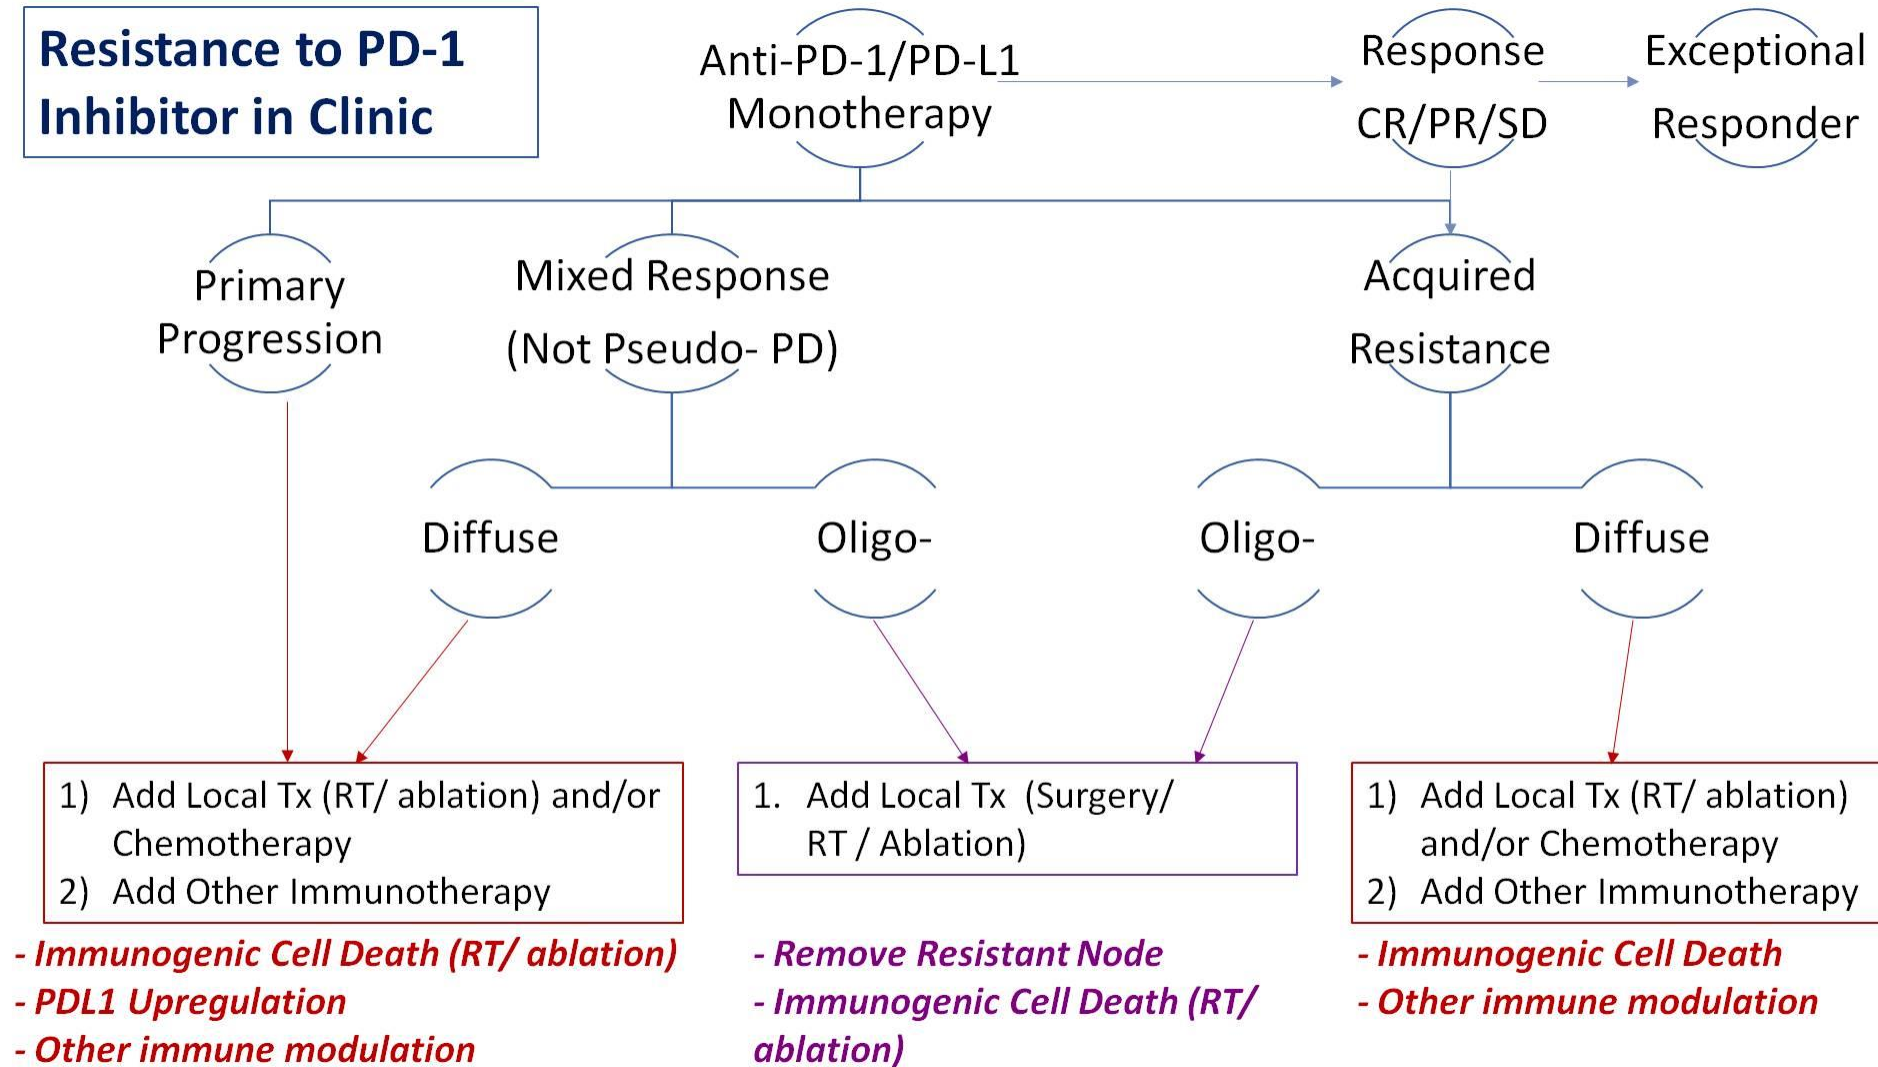 Resistance to PD-1
Inhibitor in Clinic
Anti-PD-1/PD-L1
Monotherapy
Response
CR/PR/SD
Exceptional
Responder
Primary
Progression
Mixed Response
(Not Pseudo- PD)
Acquired
Resistance
Diffuse
Oligo-
Oligo-
Diffuse
1) Add Local Tx (RT/ ablation) and/or
Chemotherapy
2) Add Other Immunotherapy
- Immunogenic Cell Death (RT/ ablation)
- PDL1 Upregulation
- Other immune modulation
1. Add Local Tx (Surgery/
RT / Ablation)
- Remove Resistant Node
- Immunogenic Cell Death (RT/
ablation)
1) Add Local Tx (RT/ ablation)
and/or Chemotherapy
2) Add Other Immunotherapy
- Immunogenic Cell Death
- Other immune modulation